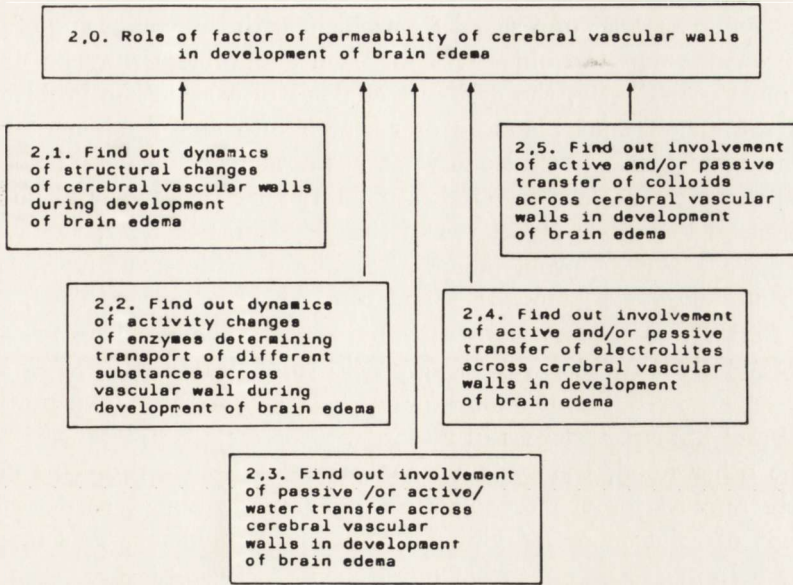 2,0. Role of factor of permeability of cerebral vascular walls
in development of brain edema
2,1. Find out dynamics
of structural changes
of cerebral vascular walls
during development
of brain edema
2,5. Find out involvement
of active and/or passive
transfer of colloids
across cerebral vascular
walls in development
of brain edema
2,2. Find out dynamics
of activity changes
of enzymes determining
transport of different
substances across
vascular wall during
development of brain edema
2,4. Find out involvement
of active and/or passive
transfer of electrolites
across cerebral vascular
walls in development
of brain edema
2,3. Find out involvement
of passive /or active/
water transfer across
cerebral vascular
walls in development
of brain edema